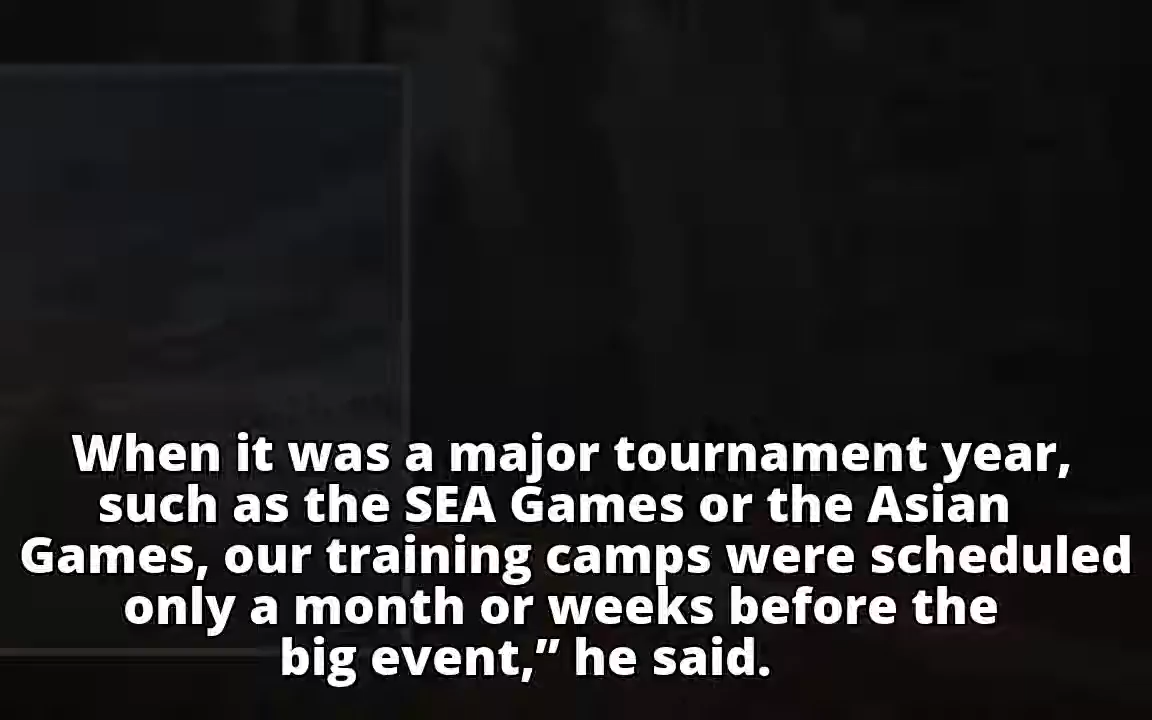 When it was a major tournament year,
such as the SEA Games or the Asian
Games, our training camps were scheduled
only a month or weeks before the
big event,” he said.